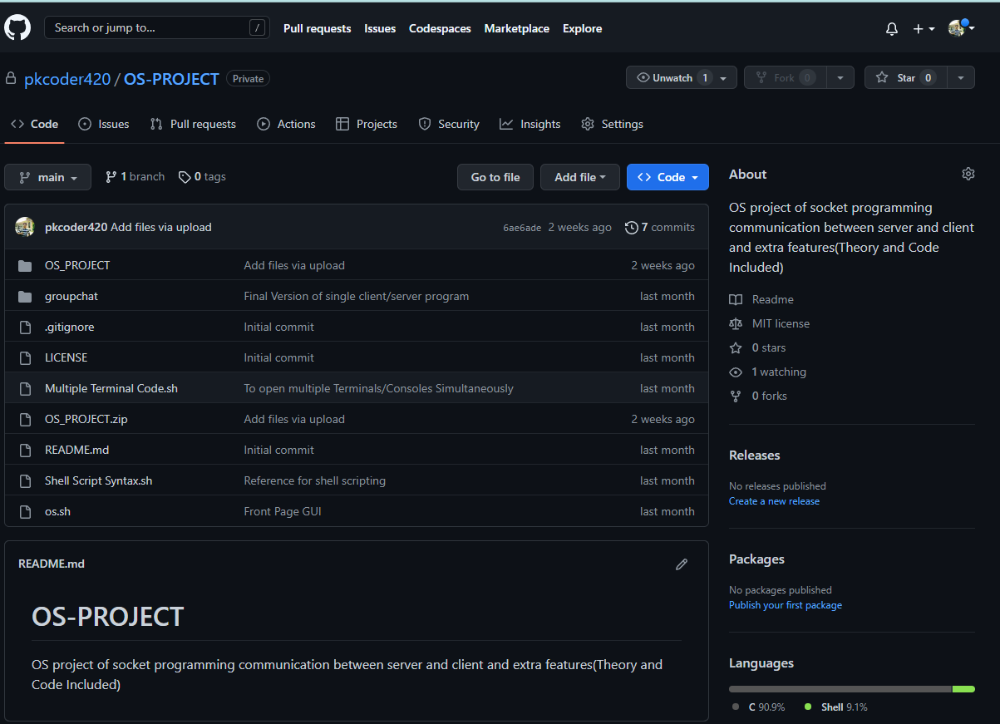 Search or jump to... / Pull requests Issues Codespaces Marketplace Explore
pkcoder420 / OS-PROJECT Private Unwatch 1 Fork 0 Star 0
Code Issues Pull requests Actions Projects Security Insights Settings
main 1 branch 0 tags Go to file Add file Code
pkcoder420 Add files via upload 6ae6ade 2 weeks ago 7 commits
OS_PROJECT Add files via upload 2 weeks ago
groupchat Final Version of single client/server program last month
.gitignore Initial commit last month
LICENSE Initial commit last month
Multiple Terminal Code.sh To open multiple Terminals/Consoles Simultaneously last month
OS_PROJECT.zip Add files via upload 2 weeks ago
README.md Initial commit last month
Shell Script Syntax.sh Reference for shell scripting last month
os.sh Front Page GUI last month
README.md
OS-PROJECT
OS project of socket programming communication between server and client and extra features(Theory and
Code Included)
About
OS project of socket programming
communication between server and client
and extra features(Theory and Code
Included)
Readme
MIT license
0 stars
1 watching
0 forks
Releases
No releases published
Create a new release
Packages
No packages published
Publish your first package
Languages
C 90.9% Shell 9.1%